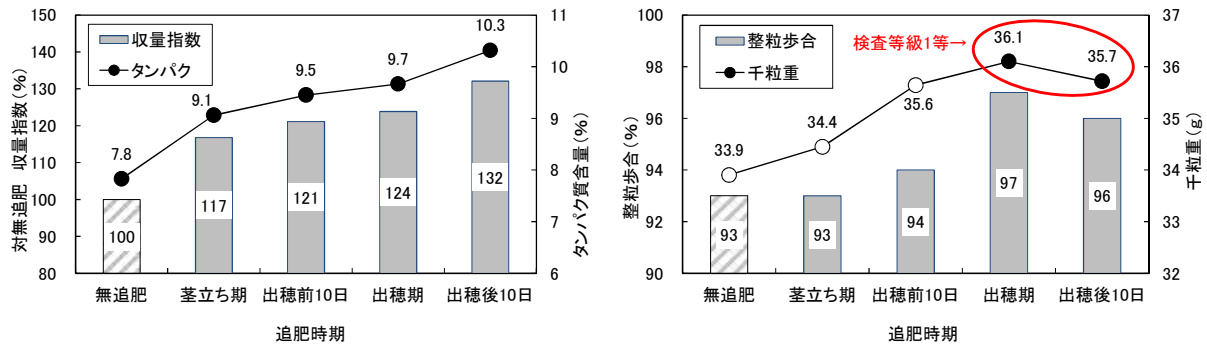 収量指数
タンパク
対無追肥 収量指数(%)
150
140
130
120
110
100
90
80
7.8
9.1
9.5
9.7
10.3
100
117
121
124
132
11
10
9
8
7
6
タンパク質含量(%)
無追肥
茎立ち期
出穂前10日
出穂期
出穂後10日
追肥時期
整粒歩合
千粒重
検査等級1等→
整粒歩合(%)
100
98
96
94
92
90
33.9
34.4
35.6
36.1
35.7
93
93
94
97
96
37
36
35
34
33
32
千粒重(g)
無追肥
茎立ち期
出穂前10日
出穂期
出穂後10日
追肥時期